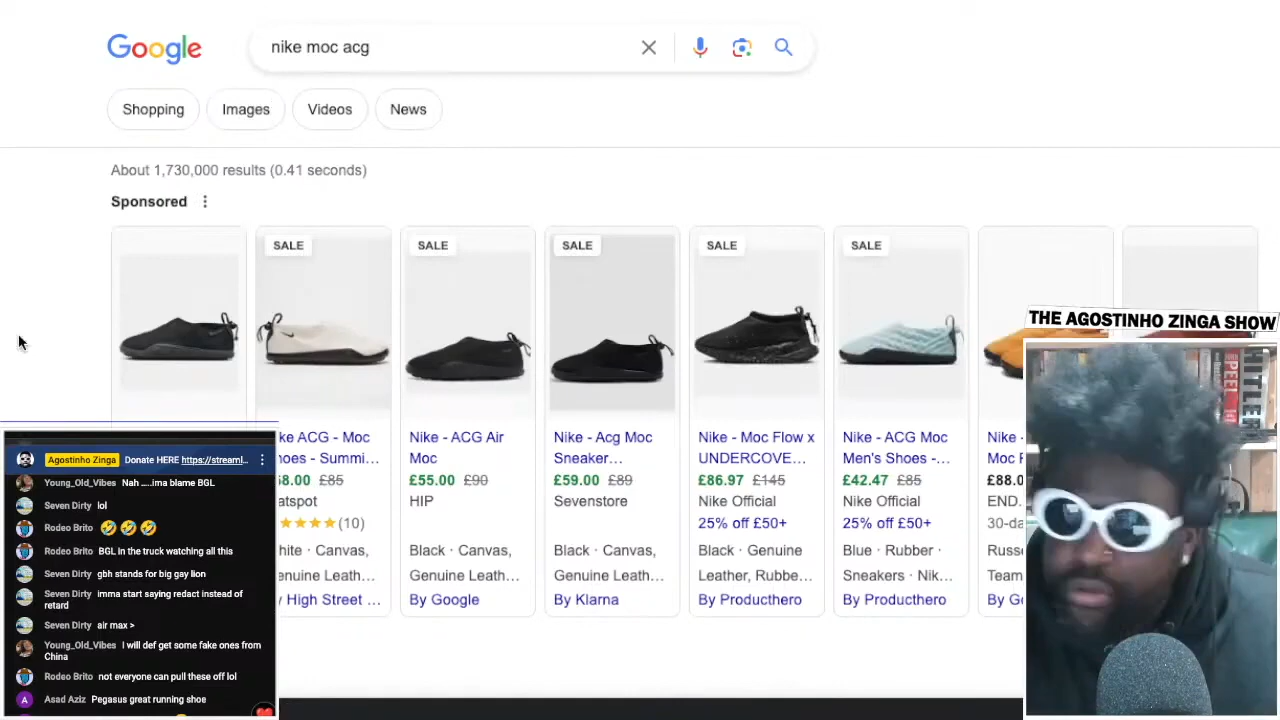 Google
nike moc acg
Shopping
Images
Videos
News
About 1,730,000 results (0.41 seconds)
Sponsored
SALE
SALE
SALE
SALE
SALE
ke ACG - Moc
hoes - Summi...
£85
atspot
(10)
hite · Canvas,
enuine Leath...
High Street ...
Nike - ACG Air
Moc
£55.00 £90
HIP
Black · Canvas,
Genuine Leath...
By Google
Nike - Acg Moc
Sneaker...
£59.00 £89
Sevenstore
Black · Canvas,
Genuine Leath...
By Klarna
Nike - Moc Flow x
UNDERCOVE...
£86.97 £145
Nike Official
25% off £50+
Black · Genuine
Leather, Rubbe...
By Producthero
Nike - ACG Moc
Men's Shoes -...
£42.47 £85
Nike Official
25% off £50+
Blue · Rubber ·
Sneakers · Nik...
By Producthero
Nike -
Moc F
£88.0
END.
30-da
Russe
Team
By Go
THE AGOSTINHO ZINGA SHOW
PEEL
HITLER
Agostinho Zinga Donate HERE https://streaml...
Young_Old_Vibes Nah .....ima blame BGL
Seven Dirty lol
Rodeo Brito 🤣🤣🤣
Rodeo Brito BGL in the truck watching all this
Seven Dirty gbh stands for big gay lion
Seven Dirty imma start saying redact instead of
retard
Seven Dirty air max >
Young_Old_Vibes I will def get some fake ones from
China
Rodeo Brito not everyone can pull these off lol
A Asad Aziz Pegasus great running shoe